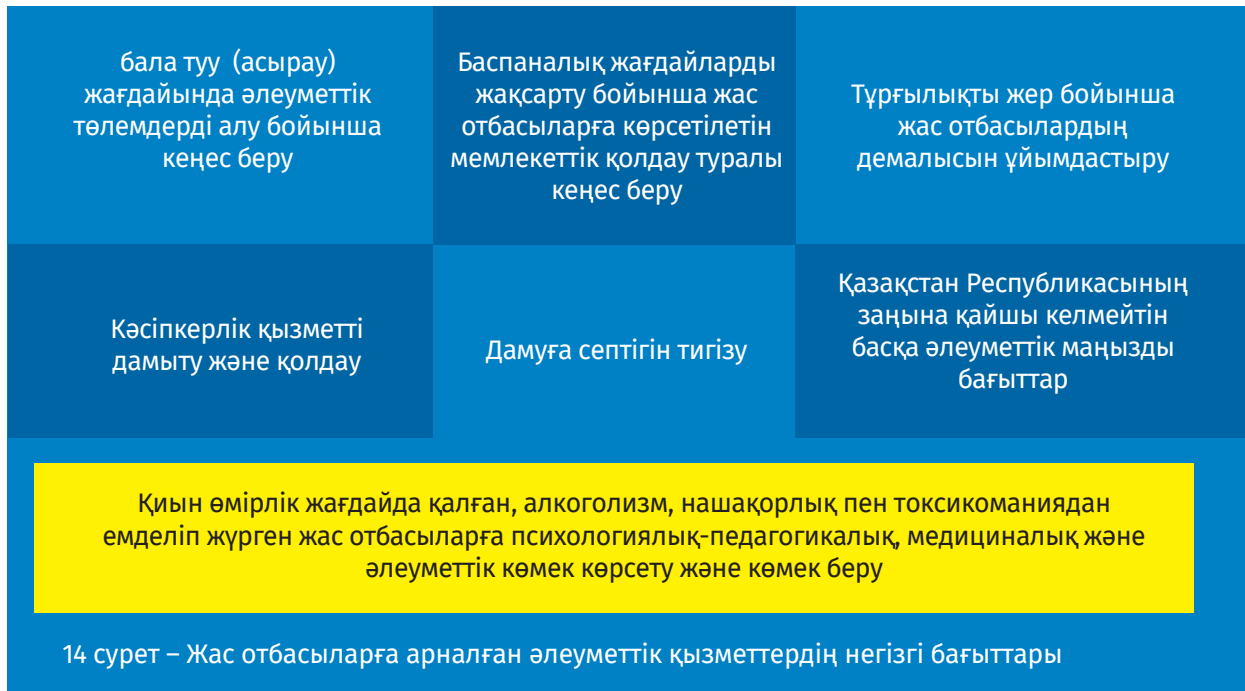 бала туу (асырау)
жағдайында әлеуметтік
төлемдерді алу бойынша
кеңес беру
Баспаналық жағдайларды
жақсарту бойынша жас
отбасыларға көрсетілетін
мемлекеттік қолдау туралы
кеңес беру
Тұрғылықты жер бойынша
жас отбасылардың
демалысын ұйымдастыру
Кәсіпкерлік қызметті
дамыту және қолдау
Дамуға септігін тигізу
Қазақстан Республикасының
заңына қайшы келмейтін
басқа әлеуметтік маңызды
бағыттар
Қиын өмірлік жағдайда қалған, алкоголизм, нашақорлық пен токсикоманиядан
емделіп жүрген жас отбасыларға психологиялық-педагогикалық, медициналық және
әлеуметтік көмек көрсету және көмек беру
14 сурет – Жас отбасыларға арналған әлеуметтік қызметтердің негізгі бағыттары